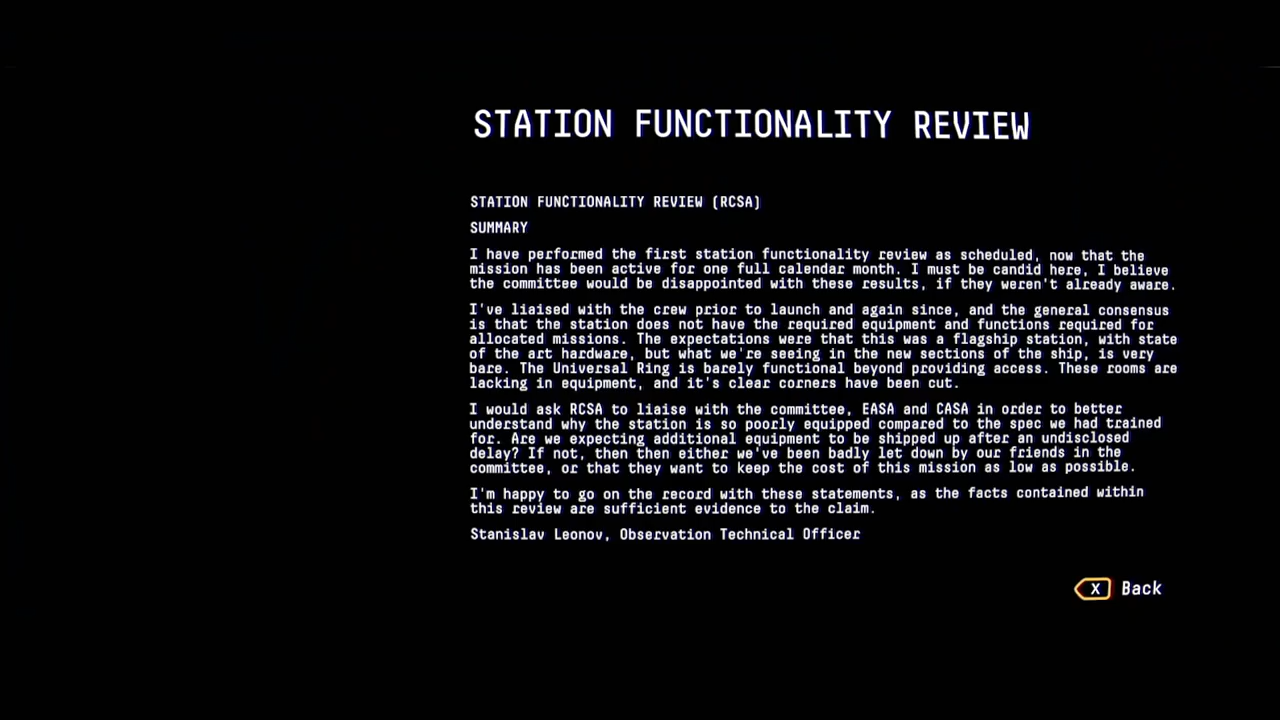 STATION FUNCTIONALITY REVIEW
STATION FUNCTIONALITY REVIEW (RCSA)
SUMMARY
I have performed the first station functionality review as scheduled, now that the
mission has been active for one full calendar month. I must be candid here, I believe
the committee would be disappointed with these results, if they weren't already aware.
I've liaised with the crew prior to launch and again since, and the general consensus
is that the station does not have the required equipment and functions required for
allocated missions. The expectations were that this was a flagship station, with state
of the art hardware, but what we're seeing in the new sections of the ship, is very
bare. The Universal Ring is barely functional beyond providing access. These rooms are
lacking in equipment, and it's clear corners have been cut.
I would ask RCSA to liaise with the committee, EASA and CASA in order to better
understand why the station is so poorly equipped compared to the spec we had trained
for. Are we expecting additional equipment to be shipped up after an undisclosed
delay? If not, then then either we've been badly let down by our friends in the
committee, or that they want to keep the cost of this mission as low as possible.
I'm happy to go on the record with these statements, as the facts contained within
this review are sufficient evidence to the claim.
Stanislav Leonov, Observation Technical Officer
X Back